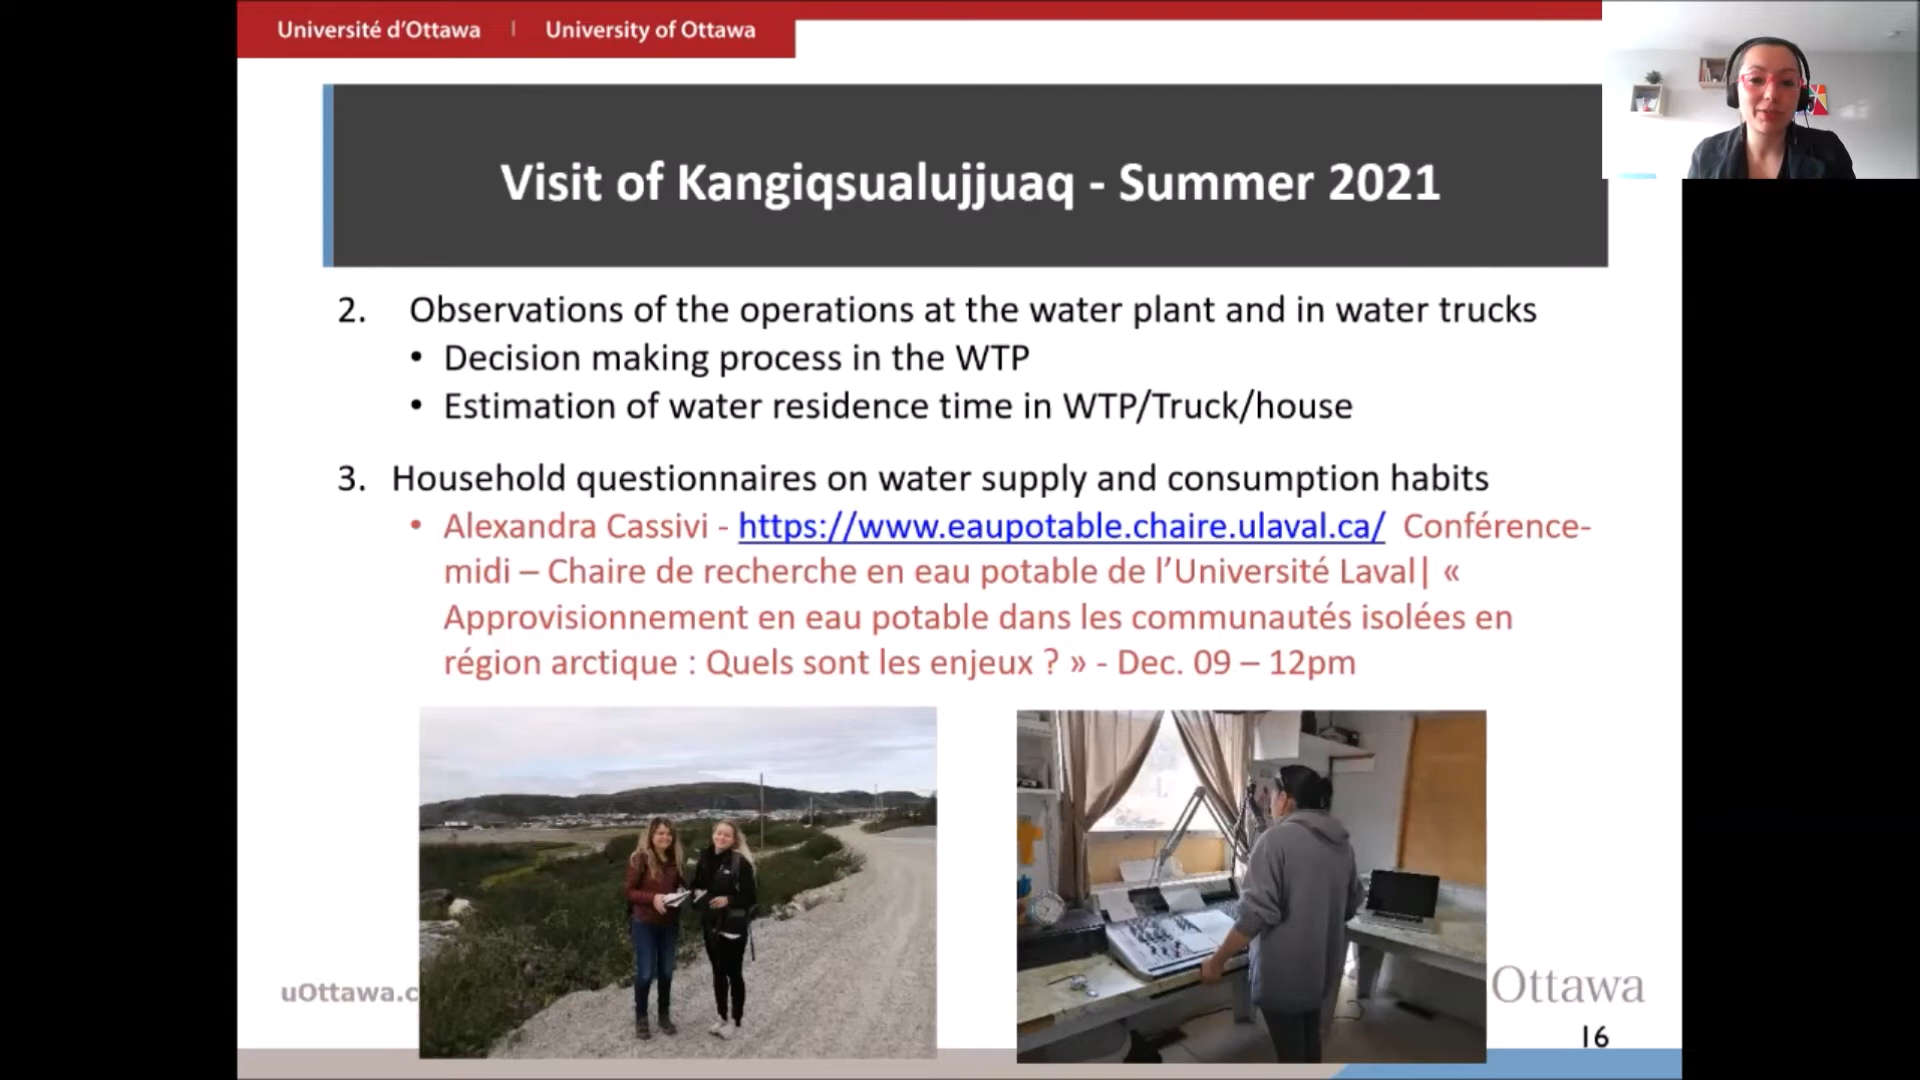 Université d'Ottawa | University of Ottawa
Visit of Kangiqsualujjuaq - Summer 2021
2. Observations of the operations at the water plant and in water trucks
• Decision making process in the WTP
• Estimation of water residence time in WTP/Truck/house
3. Household questionnaires on water supply and consumption habits
• Alexandra Cassivi - https://www.eaupotable.chaire.ulaval.ca/ Conférence-
midi – Chaire de recherche en eau potable de l'Université Laval| «
Approvisionnement en eau potable dans les communautés isolées en
région arctique : Quels sont les enjeux ? » - Dec. 09 – 12pm
uOttawa.c
Ottawa
16